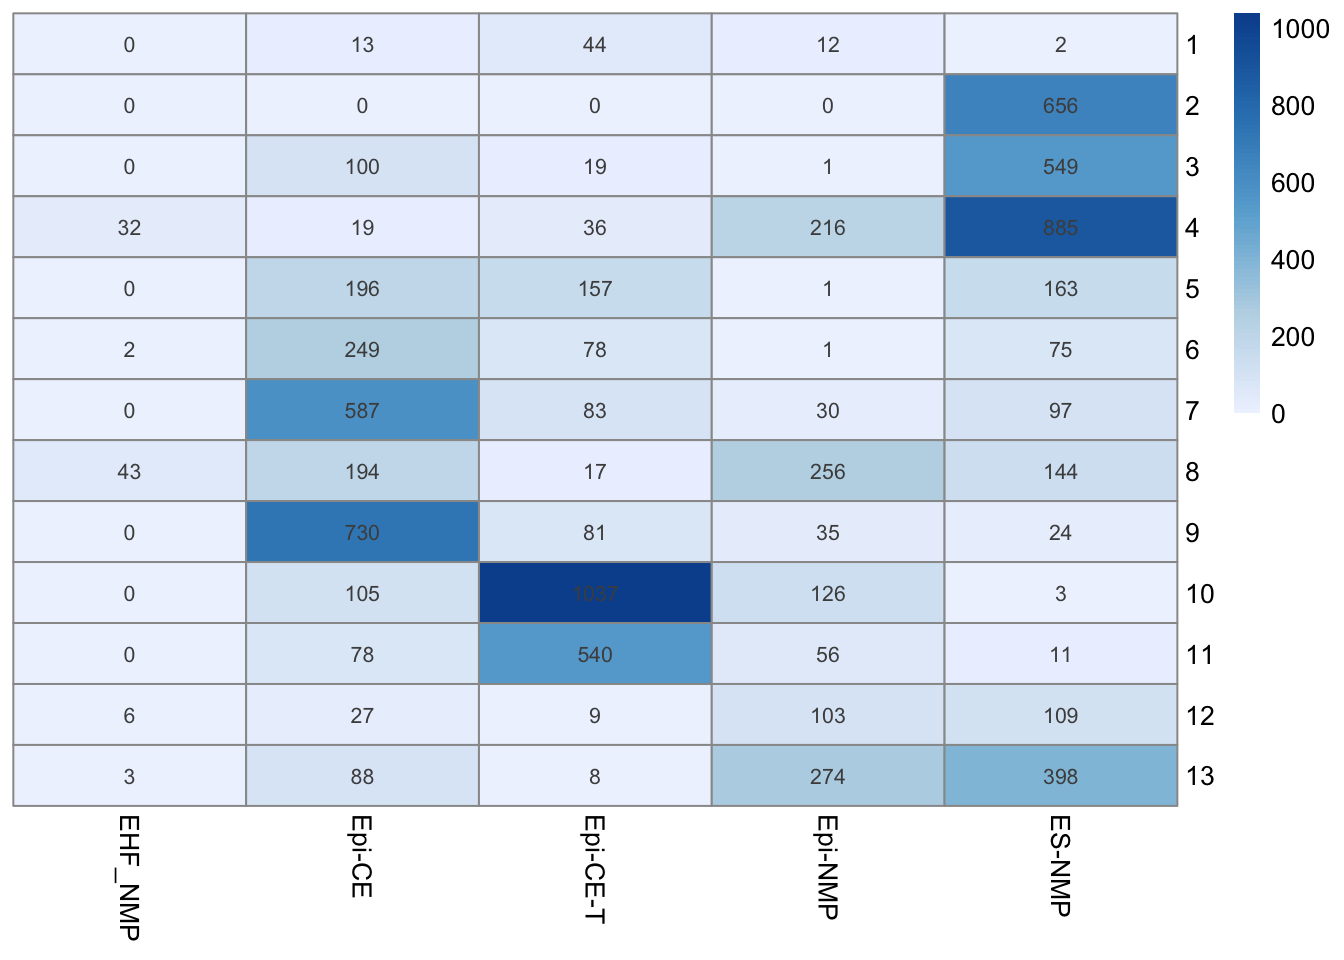 0 13 44 12 2 1
0 0 0 0 656 2
0 100 19 1 549 3
32 19 36 216 885 4
0 196 157 1 163 5
2 249 78 1 75 6
0 587 83 30 97 7
43 194 17 256 144 8
0 730 81 35 24 9
0 105 1037 126 3 10
0 78 540 56 11 11
6 27 9 103 109 12
3 88 8 274 398 13
EHF_NMP
Epi-CE
Epi-CE-T
Epi-NMP
ES-NMP
1000
800
600
400
200
0